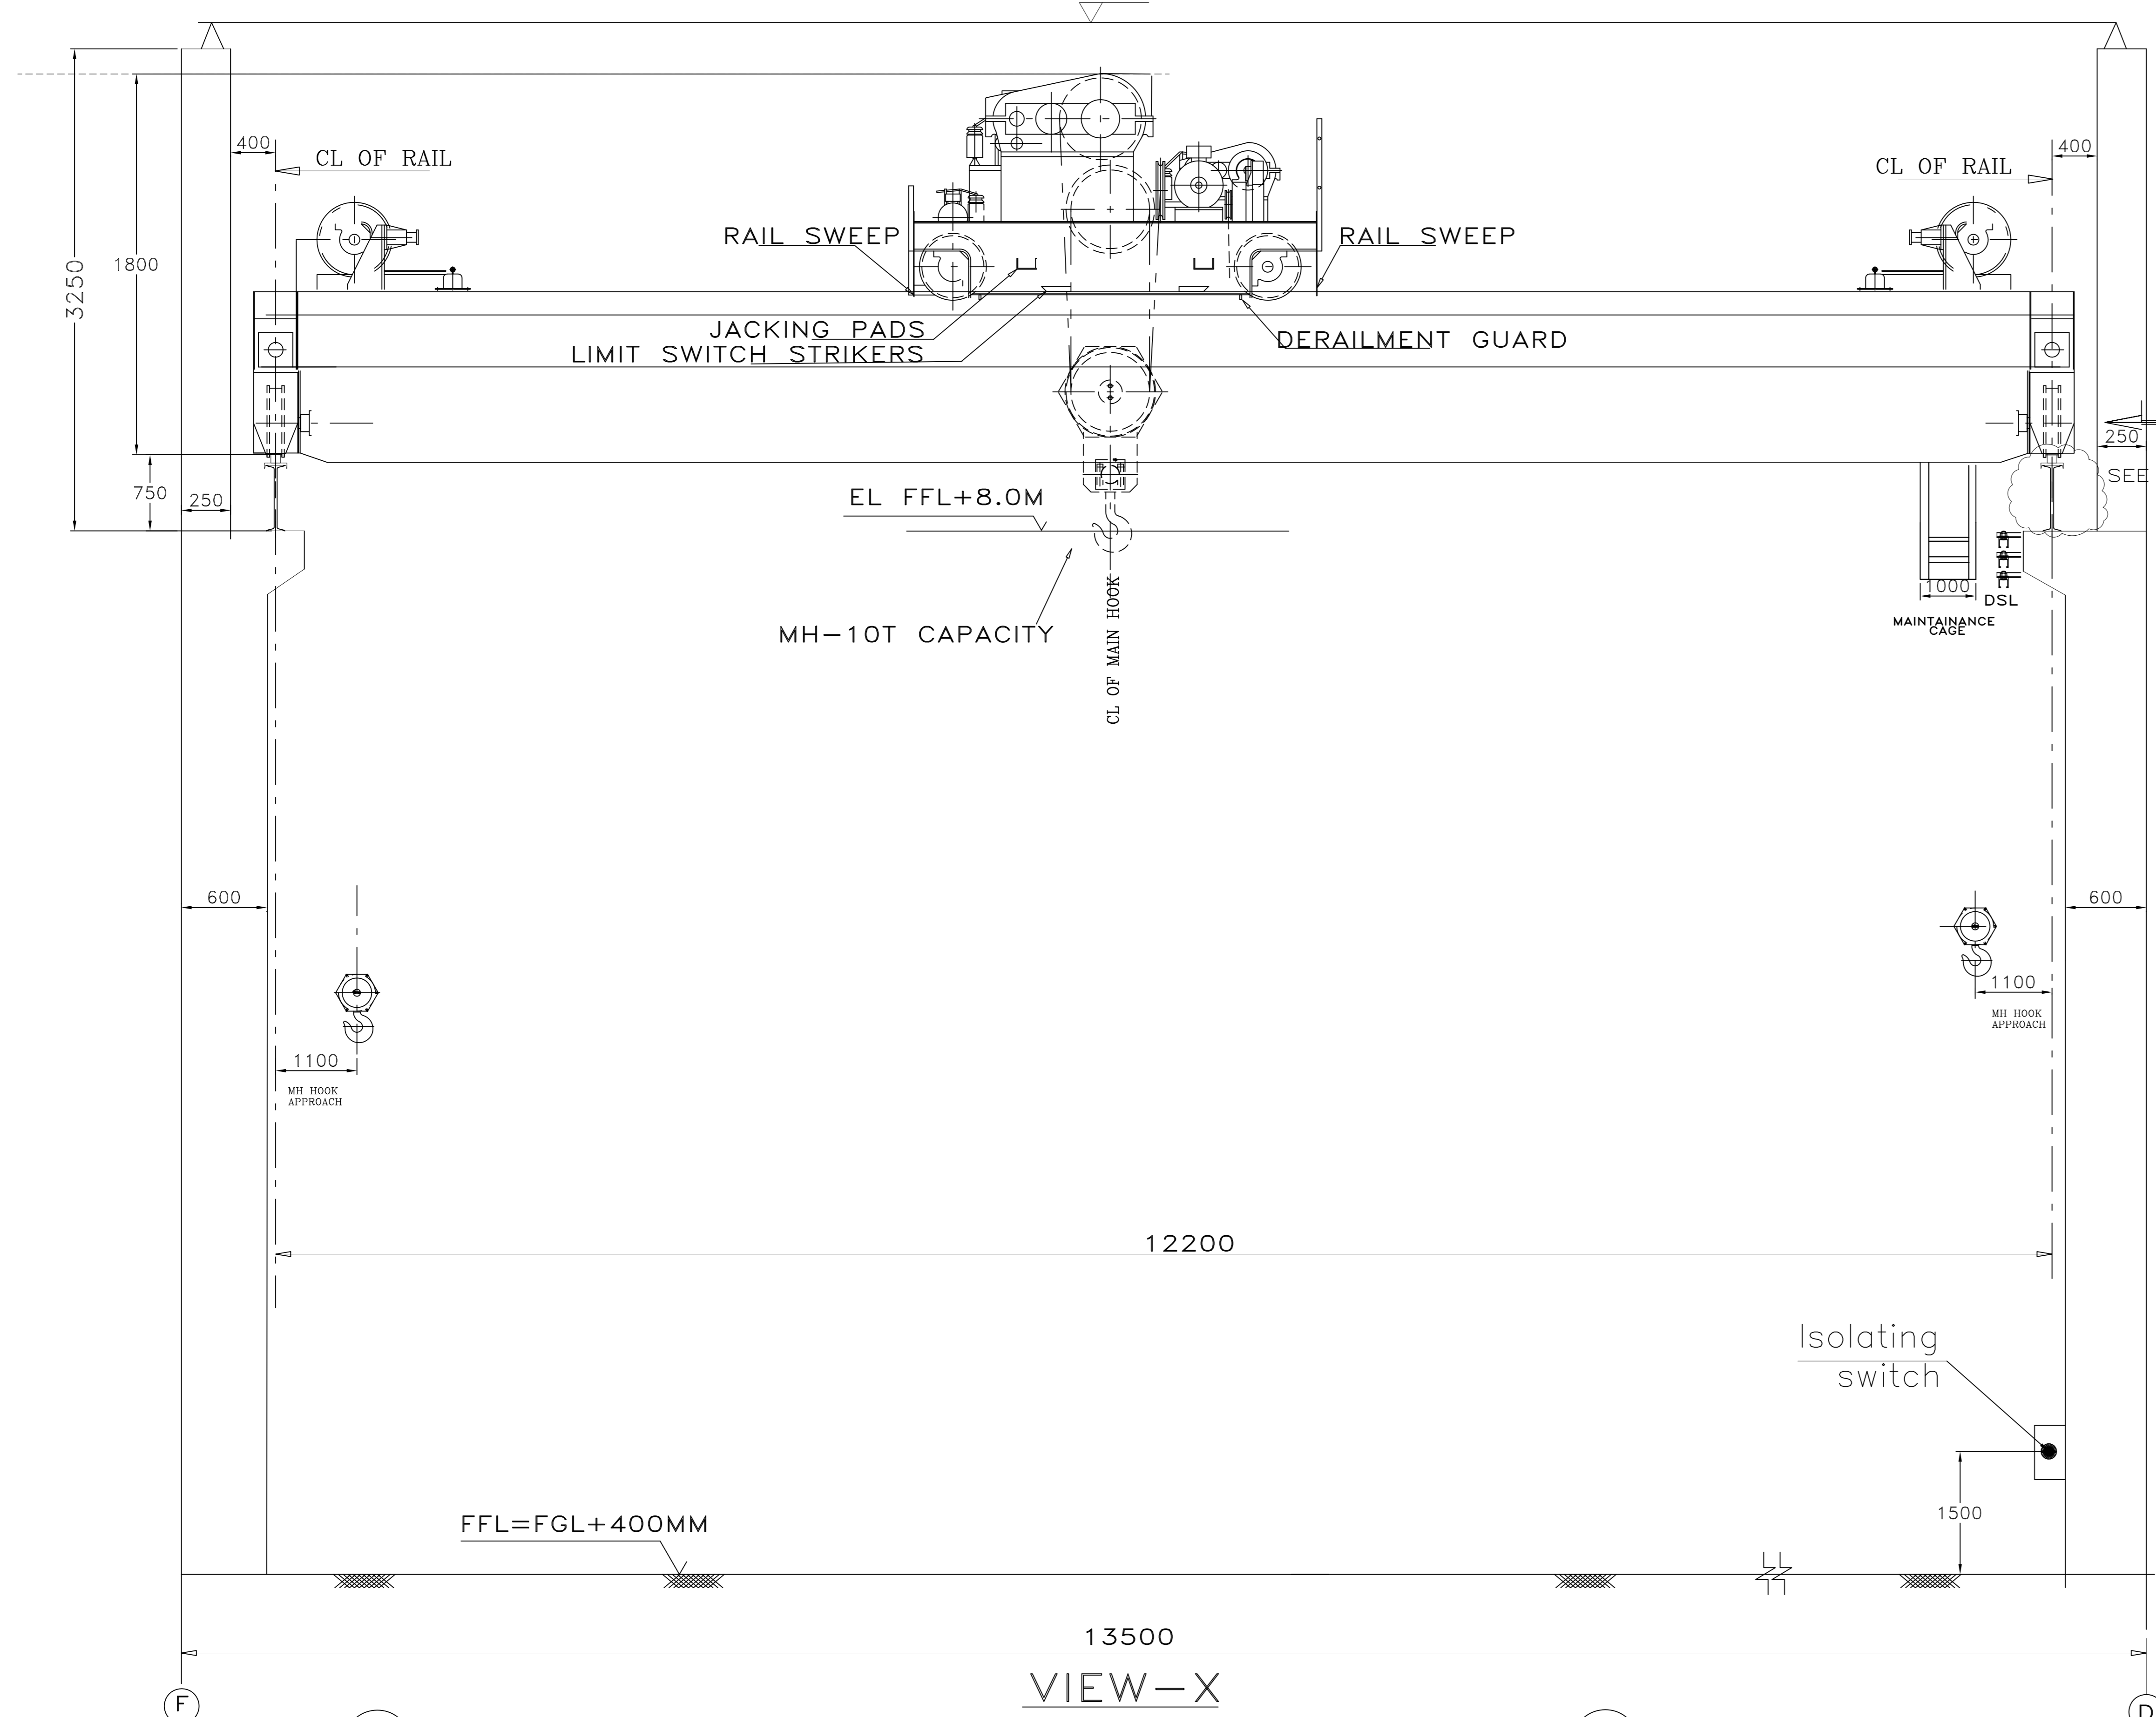 400
CL OF RAIL
CL OF RAIL
400
3250
1800
RAIL SWEEP
RAIL SWEEP
JACKING PADS
DERAILMENT GUARD
LIMIT SWITCH STRIKERS
250
SEE
750
250
EL FFL+8.0M
MH-10T CAPACITY
CL OF MAIN HOOK
1000
DSL
MAINTAINANCE
CAGE
600
600
1100
MH HOOK
APPROACH
1100
MH HOOK
APPROACH
12200
Isolating
switch
1500
FFL=FGL+400MM
13500
VIEW-X
F
D